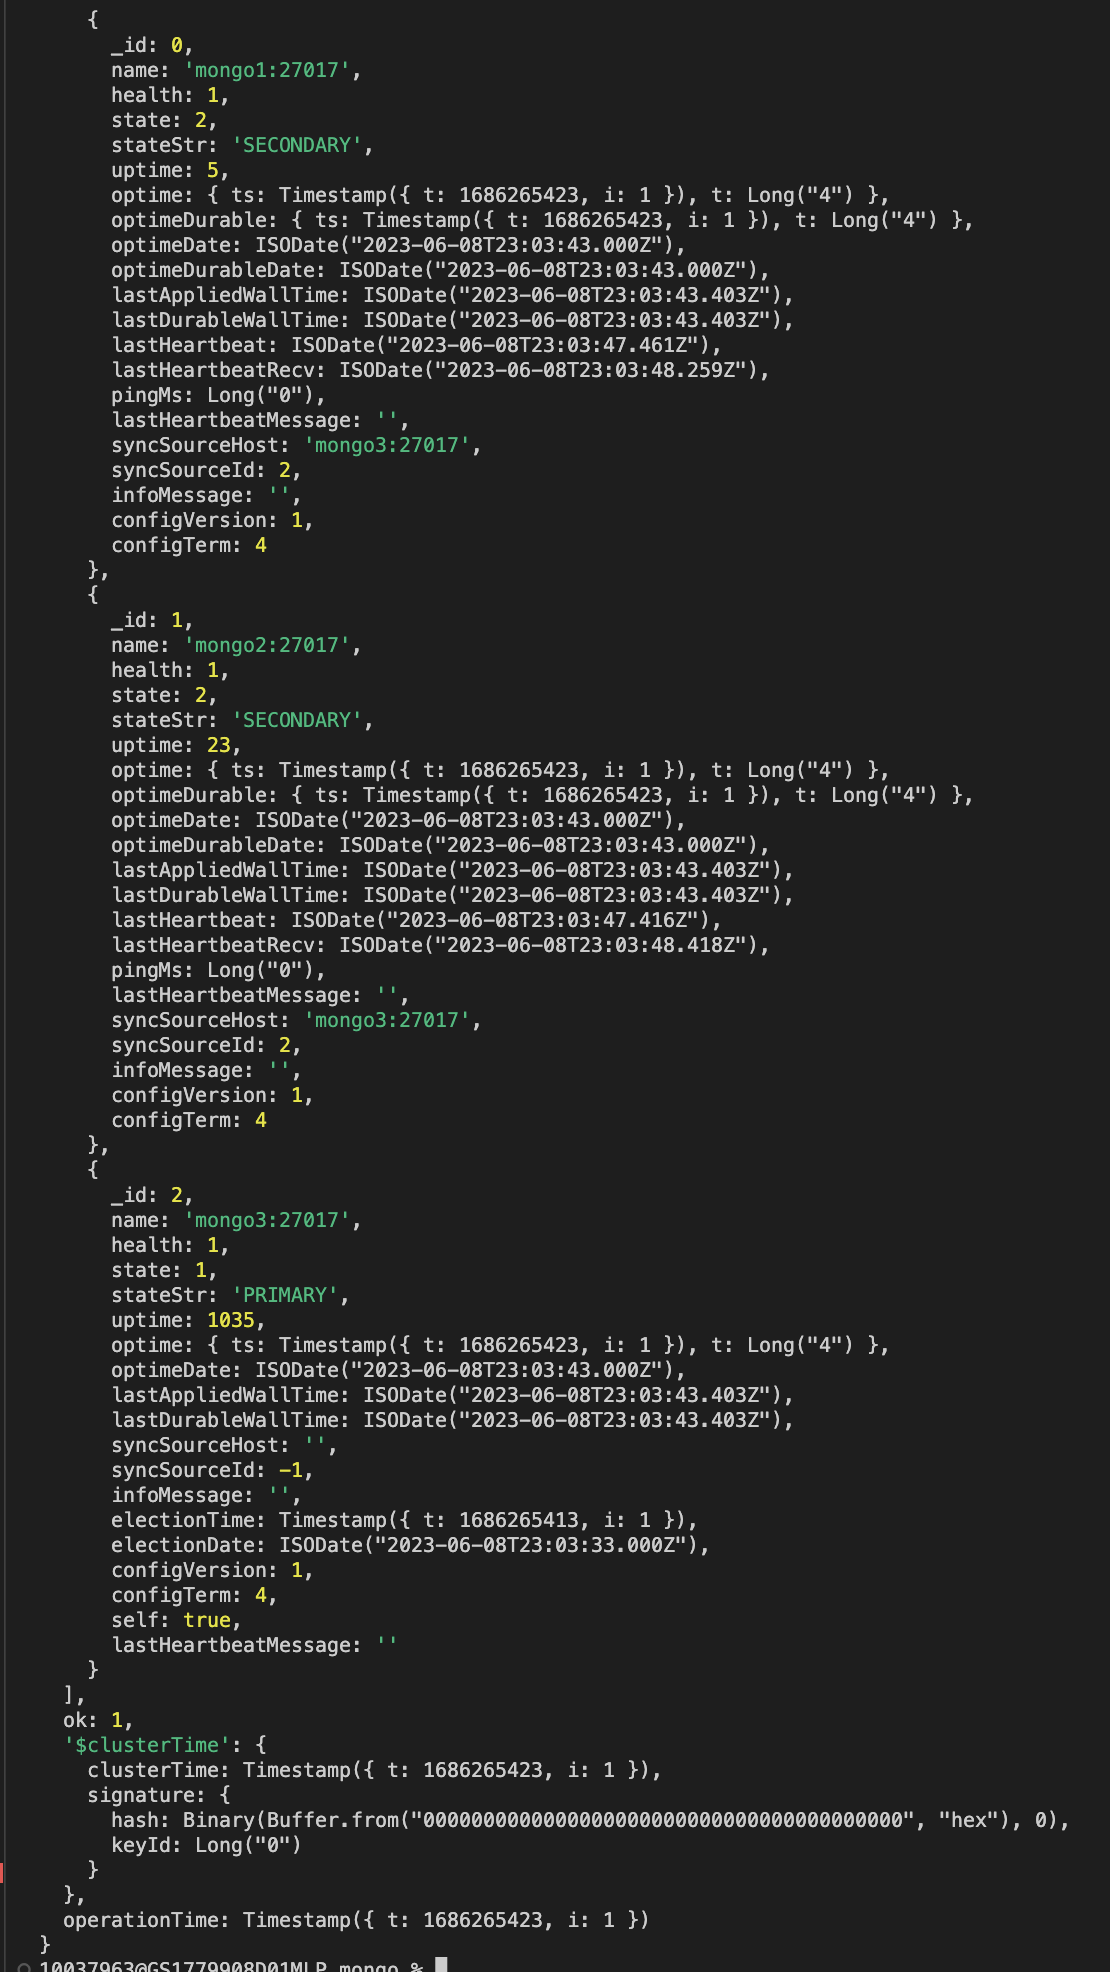 {
_id: 0,
name: 'mongo1:27017',
health: 1,
state: 2,
stateStr: 'SECONDARY',
uptime: 5,
optime: { ts: Timestamp({ t: 1686265423, i: 1 }), t: Long("4") },
optimeDurable: { ts: Timestamp({ t: 1686265423, i: 1 }), t: Long("4") },
optimeDate: ISODate("2023-06-08T23:03:43.000Z"),
optimeDurableDate: ISODate("2023-06-08T23:03:43.000Z"),
lastAppliedWallTime: ISODate("2023-06-08T23:03:43.403Z"),
lastDurableWallTime: ISODate("2023-06-08T23:03:43.403Z"),
lastHeartbeat: ISODate("2023-06-08T23:03:47.461Z"),
lastHeartbeatRecv: ISODate("2023-06-08T23:03:48.259Z"),
pingMs: Long("0"),
lastHeartbeatMessage: '',
syncSourceHost: 'mongo3:27017',
syncSourceId: 2,
infoMessage: '',
configVersion: 1,
configTerm: 4
},
{
_id: 1,
name: 'mongo2:27017',
health: 1,
state: 2,
stateStr: 'SECONDARY',
uptime: 23,
optime: { ts: Timestamp({ t: 1686265423, i: 1 }), t: Long("4") },
optimeDurable: { ts: Timestamp({ t: 1686265423, i: 1 }), t: Long("4") },
optimeDate: ISODate("2023-06-08T23:03:43.000Z"),
optimeDurableDate: ISODate("2023-06-08T23:03:43.000Z"),
lastAppliedWallTime: ISODate("2023-06-08T23:03:43.403Z"),
lastDurableWallTime: ISODate("2023-06-08T23:03:43.403Z"),
lastHeartbeat: ISODate("2023-06-08T23:03:47.416Z"),
lastHeartbeatRecv: ISODate("2023-06-08T23:03:48.418Z"),
pingMs: Long("0"),
lastHeartbeatMessage: '',
syncSourceHost: 'mongo3:27017',
syncSourceId: 2,
infoMessage: '',
configVersion: 1,
configTerm: 4
},
{
_id: 2,
name: 'mongo3:27017',
health: 1,
state: 1,
stateStr: 'PRIMARY',
uptime: 1035,
optime: { ts: Timestamp({ t: 1686265423, i: 1 }), t: Long("4") },
optimeDate: ISODate("2023-06-08T23:03:43.000Z"),
lastAppliedWallTime: ISODate("2023-06-08T23:03:43.403Z"),
lastDurableWallTime: ISODate("2023-06-08T23:03:43.403Z"),
syncSourceHost: '',
syncSourceId: -1,
infoMessage: '',
electionTime: Timestamp({ t: 1686265413, i: 1 }),
electionDate: ISODate("2023-06-08T23:03:33.000Z"),
configVersion: 1,
configTerm: 4,
self: true,
lastHeartbeatMessage: ''
}
],
ok: 1,
'$clusterTime': {
clusterTime: Timestamp({ t: 1686265423, i: 1 }),
signature: {
hash: Binary(Buffer.from("0000000000000000000000000000000000000000", "hex"), 0),
keyId: Long("0")
}
},
operationTime: Timestamp({ t: 1686265423, i: 1 })
}
10037963@GS1779908D01MLP mongo %